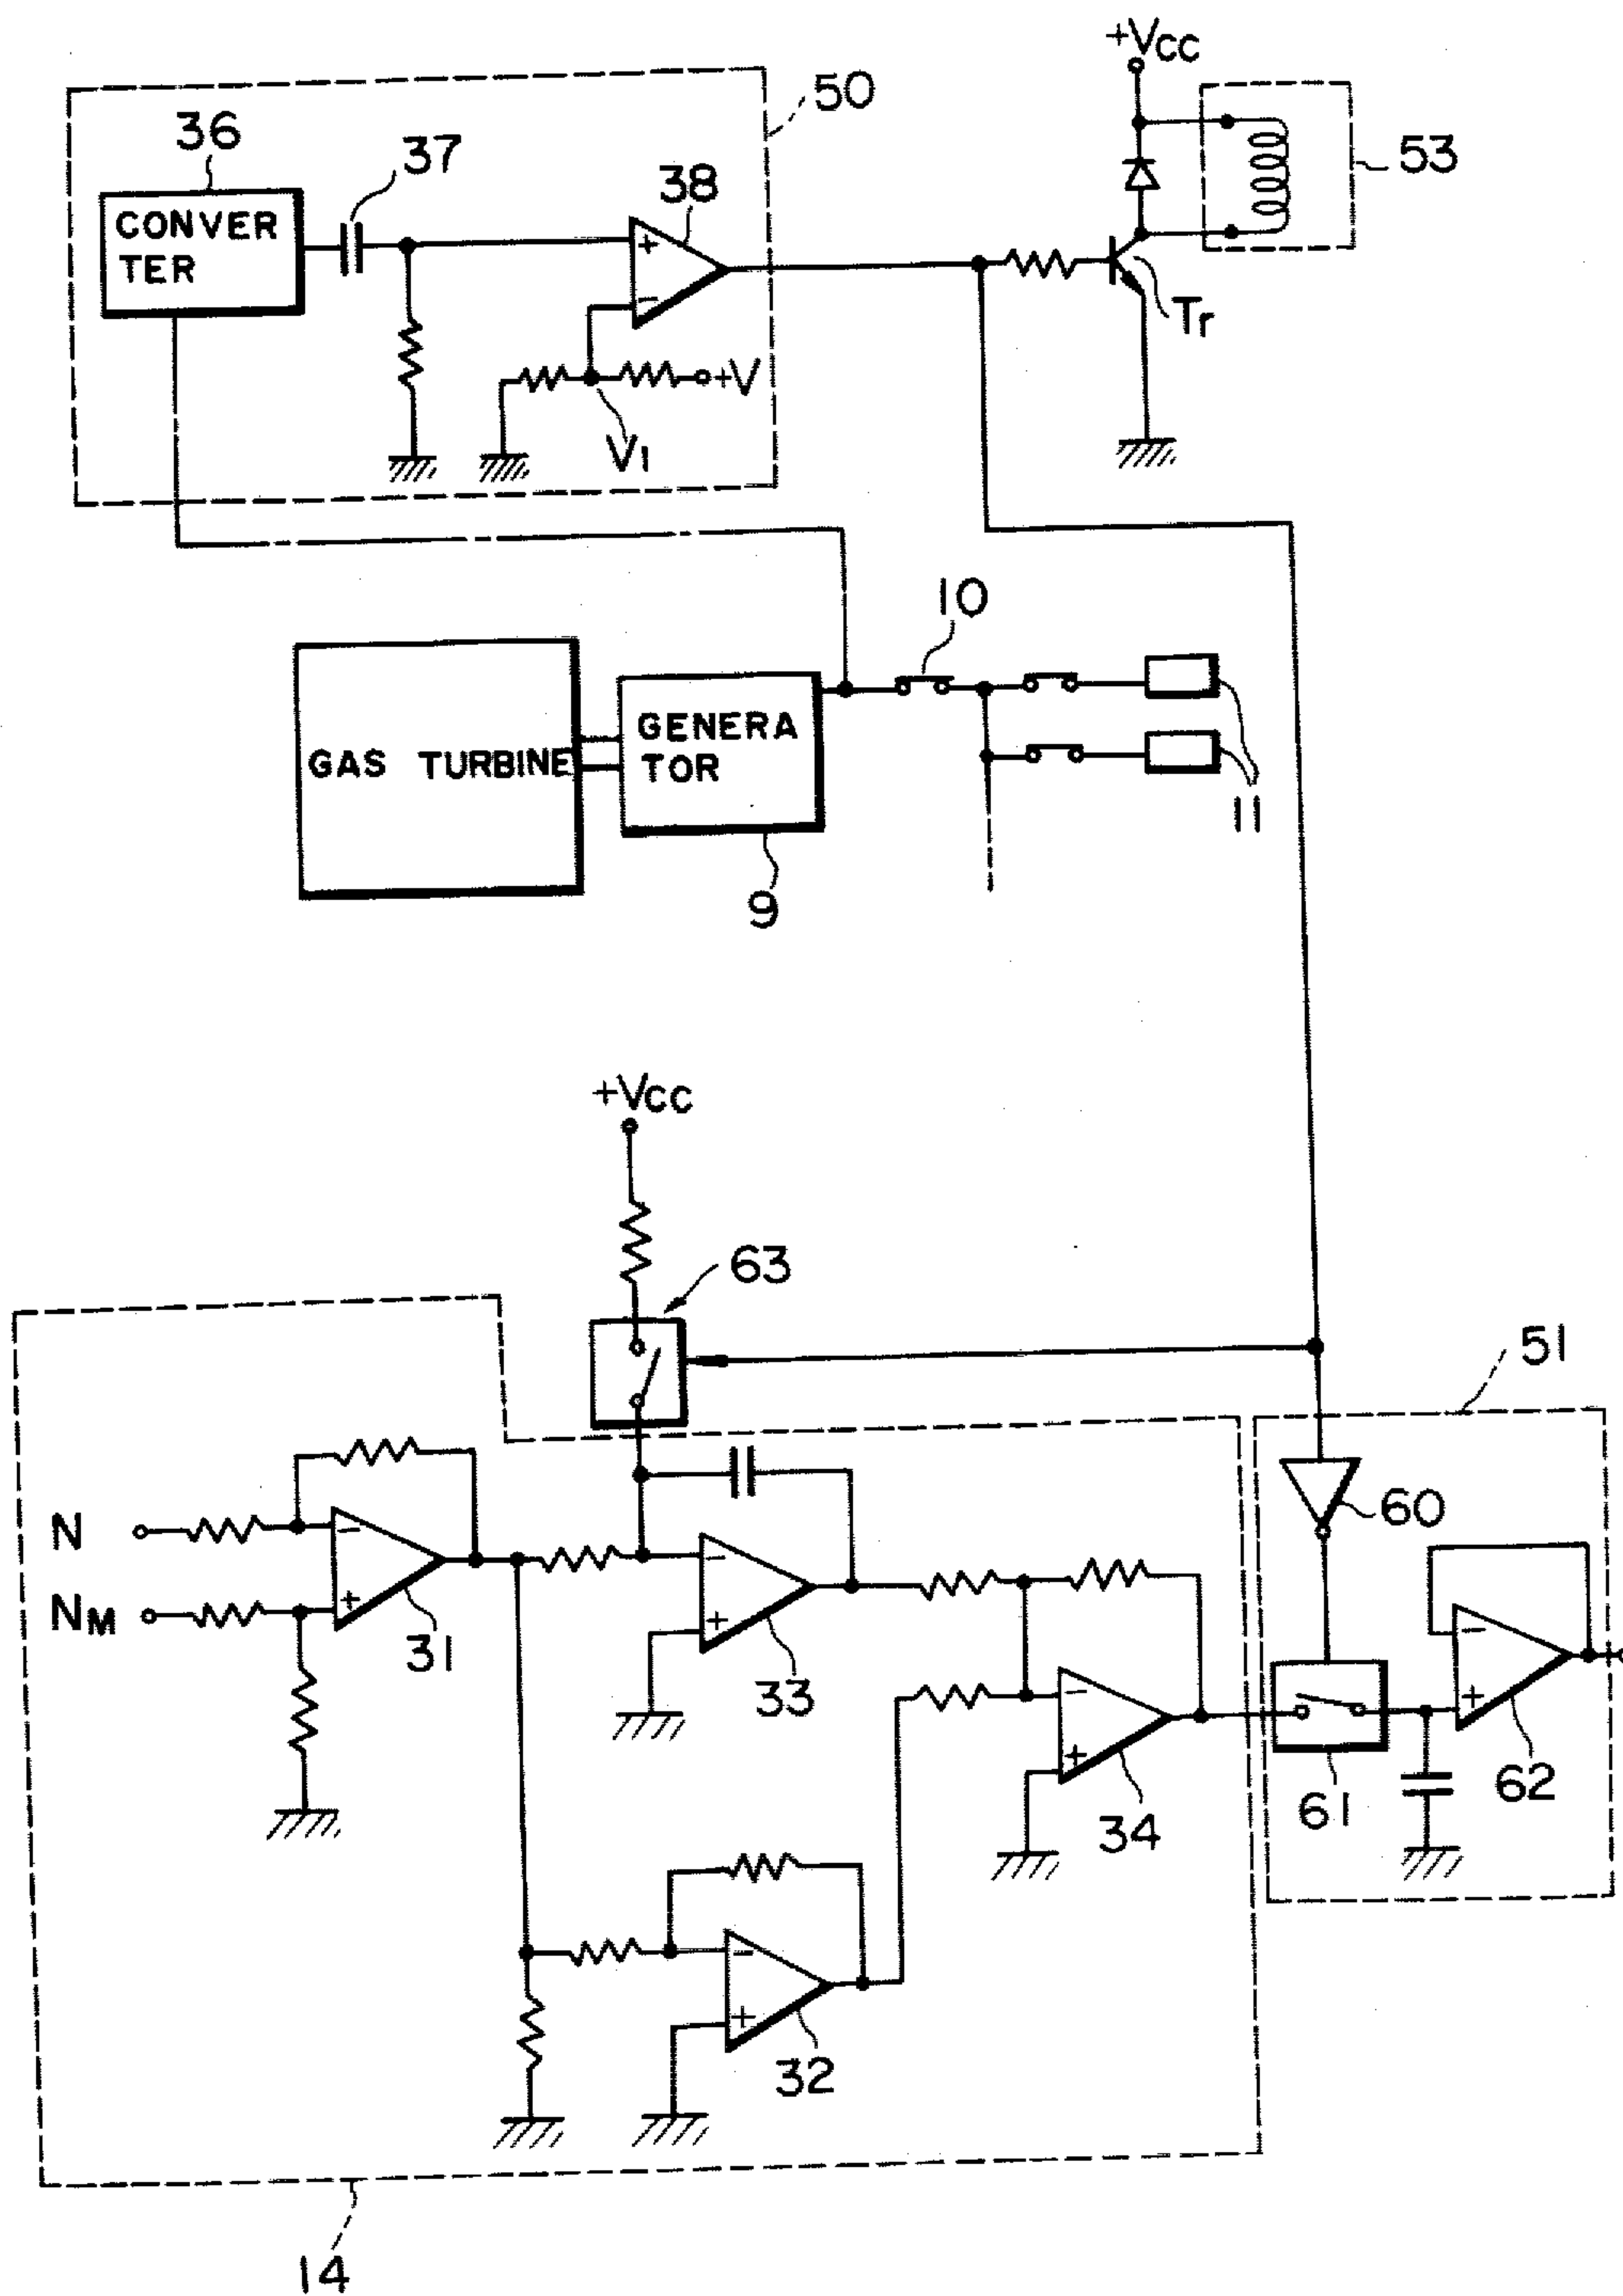 +Vcc
50
36
37
53
38
CONVER
TER
+
−
Tr
+V
V1
10
GAS TURBINE
GENERA
TOR
11
9
+Vcc
63
51
N
−
60
NM
+
31
−
+
33
−
+
62
−
+
34
61
−
+
32
14